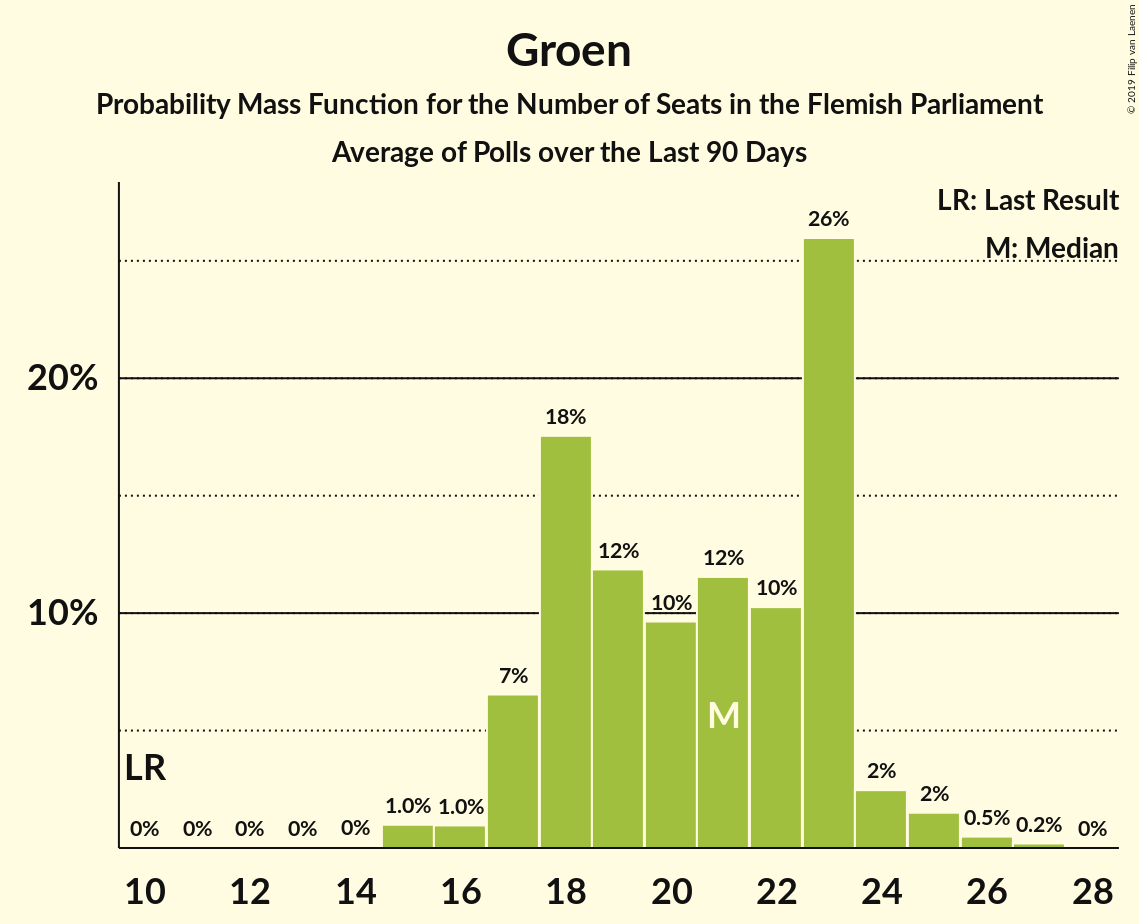 Groen
Probability Mass Function for the Number of Seats in the Flemish Parliament
Average of Polls over the Last 90 Days
© 2019 Filip van Laenen
LR: Last Result
M: Median
26%
20%
18%
12%
12%
10%
10%
10%
7%
M
LR
2%
2%
1.0%
1.0%
0.5%
0.2%
0%
0%
0%
0%
0%
0%
10 12 14 16 18 20 22 24 26 28